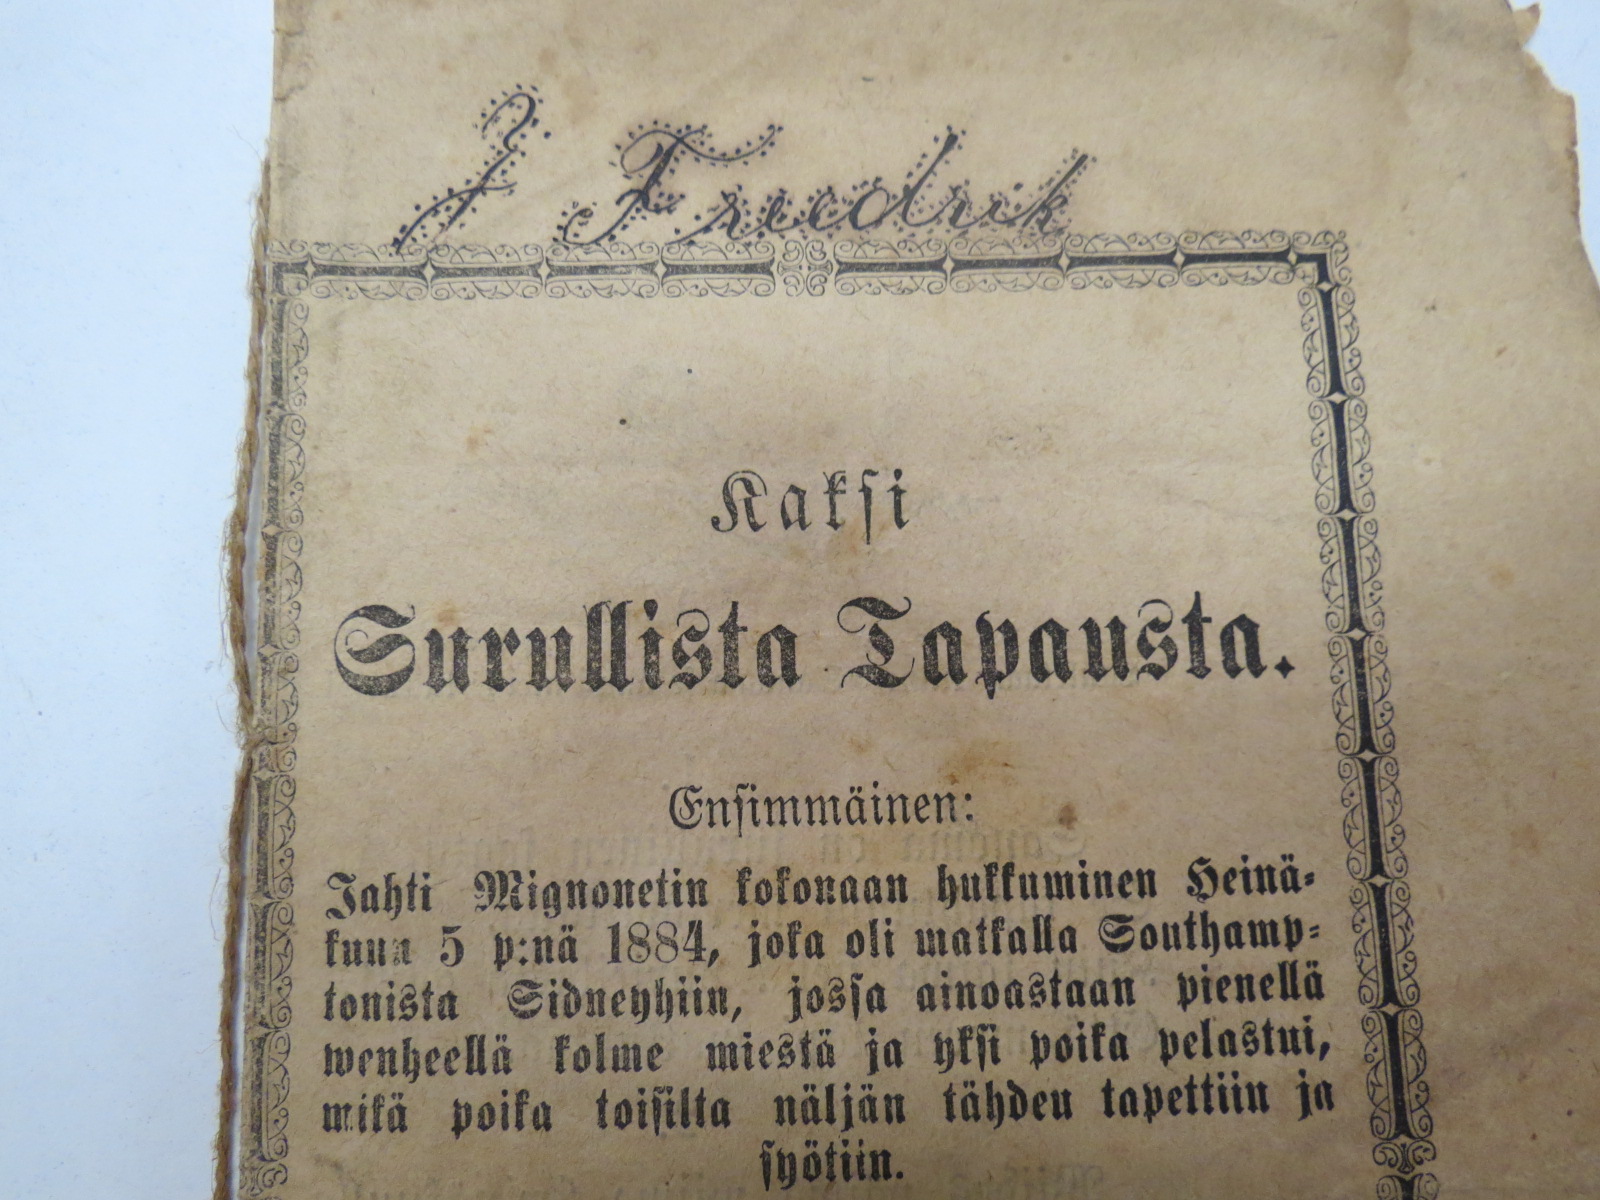 J. Fredrik
Kaksi
Surullista Tapausta.
Ensimmäinen:
Jahti Mignonetin kokonaan hukkuminen Heinä-
kuun 5 p:nä 1884, joka oli matkalla Southamp-
tonista Sidneyhiin, jossa ainoastaan pienellä
wenheellä kolme miestä ja yksi poika pelastui,
mikä poika toisilta näljän tähden tapettiin ja
syötiin.